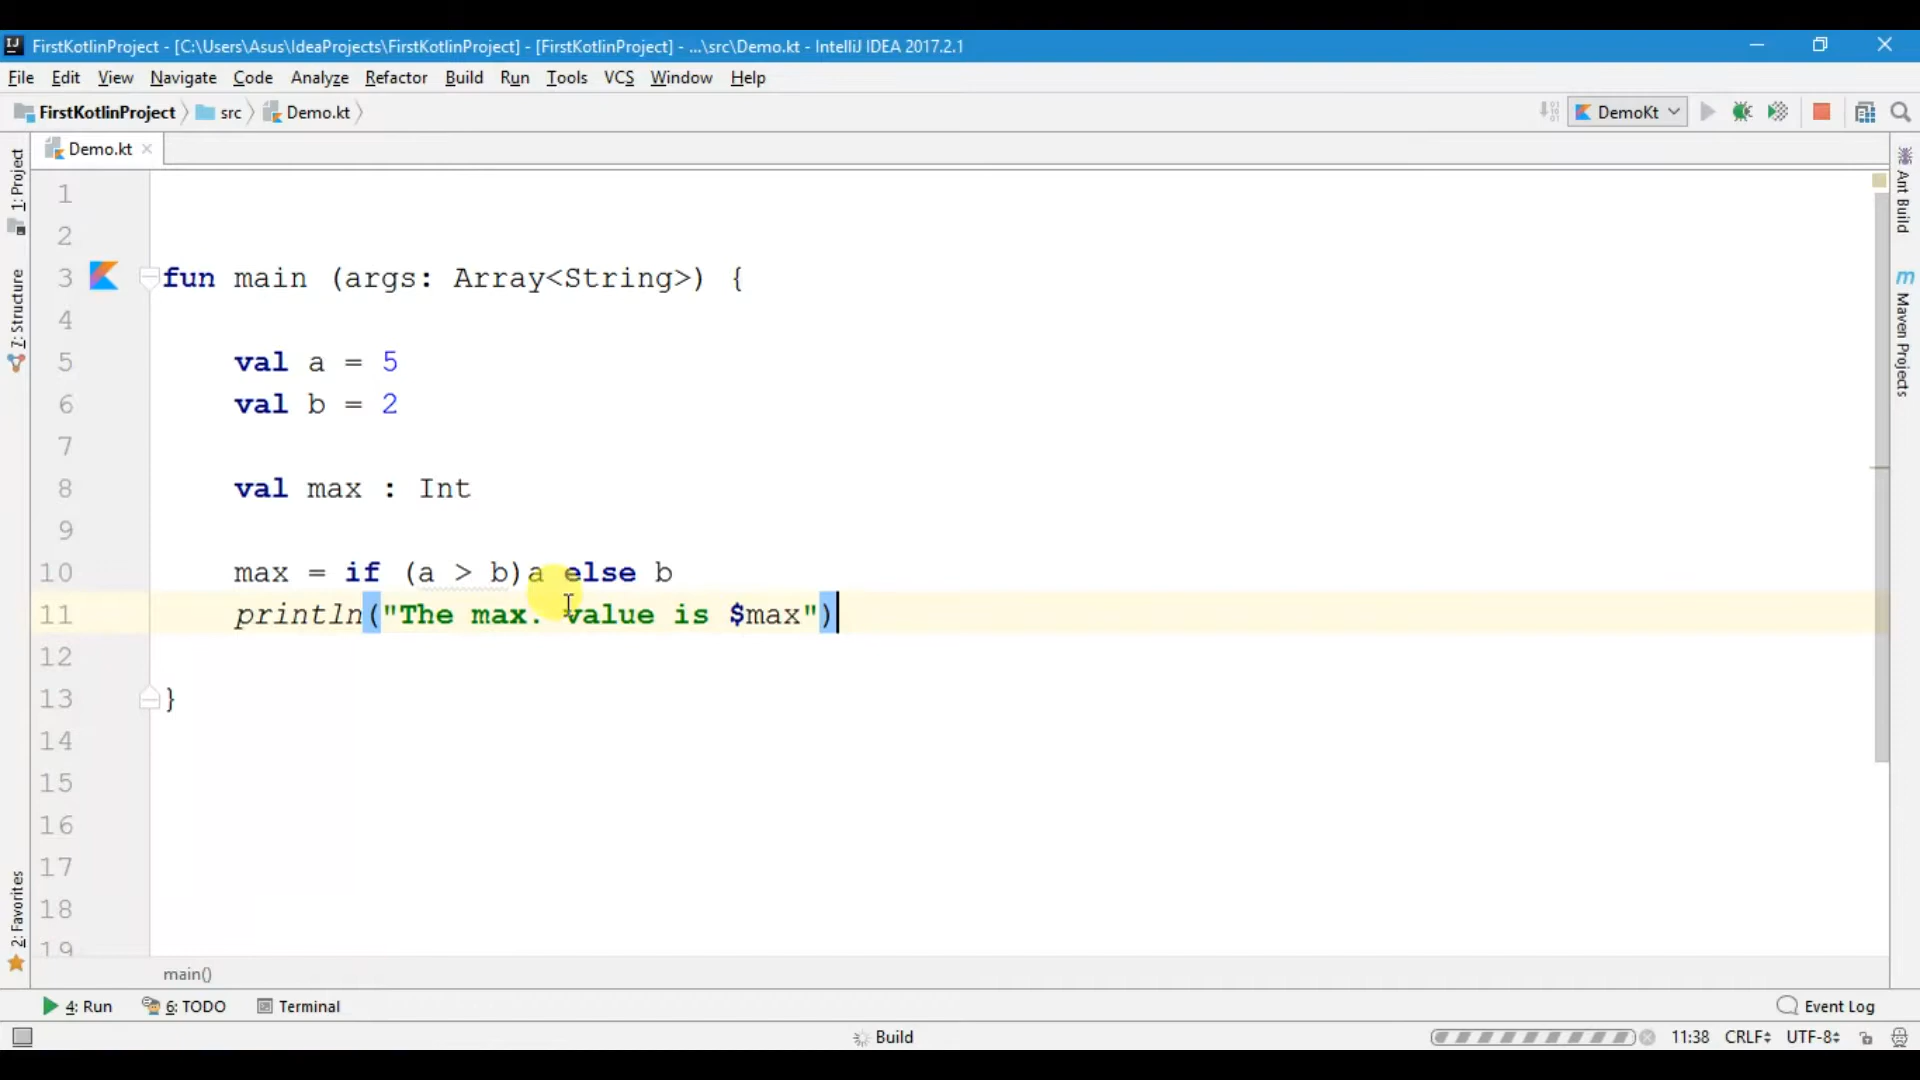 FirstKotlinProject - [C:\Users\Asus\IdeaProjects\FirstKotlinProject] - [FirstKotlinProject] - ...\src\Demo.kt - IntelliJ IDEA 2017.2.1
File Edit View Navigate Code Analyze Refactor Build Run Tools VCS Window Help
FirstKotlinProject src Demo.kt DemoKt
Demo.kt
1: Project
7: Structure
2: Favorites
Ant Build
m Maven Projects
1
2
3 fun main (args: Array<String>) {
4
5 val a = 5
6 val b = 2
7
8 val max : Int
9
10 max = if (a > b)a else b
11 println("The max. value is $max")
12
13 }
14
15
16
17
18
19
main()
4: Run 6: TODO Terminal Event Log
Build 11:38 CRLF UTF-8